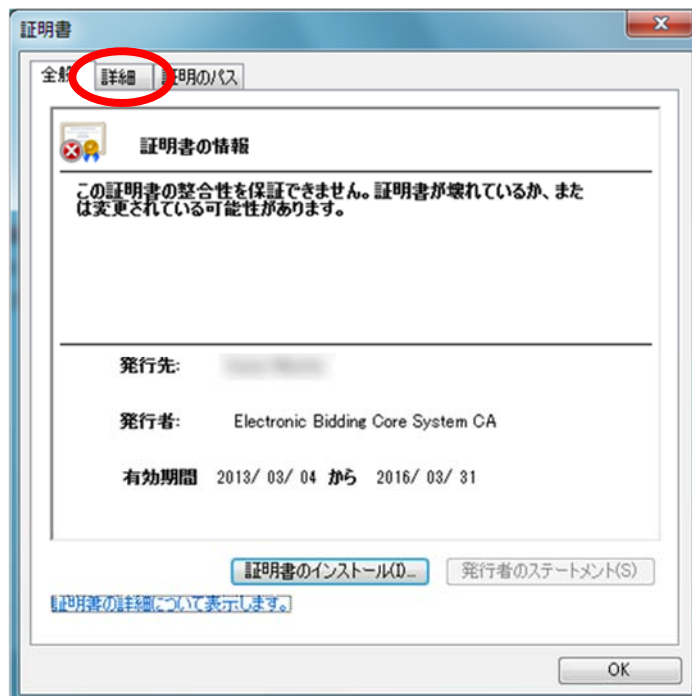 証明書
全般 詳細 証明のパス
証明書の情報
この証明書の整合性を保証できません。証明書が壊れているか、また
は変更されている可能性があります。
発行先:
発行者: Electronic Bidding Core System CA
有効期間 2013/ 03/ 04 から 2016/ 03/ 31
証明書のインストール(I)... 発行者のステートメント(S)
証明書の詳細について表示します。
OK